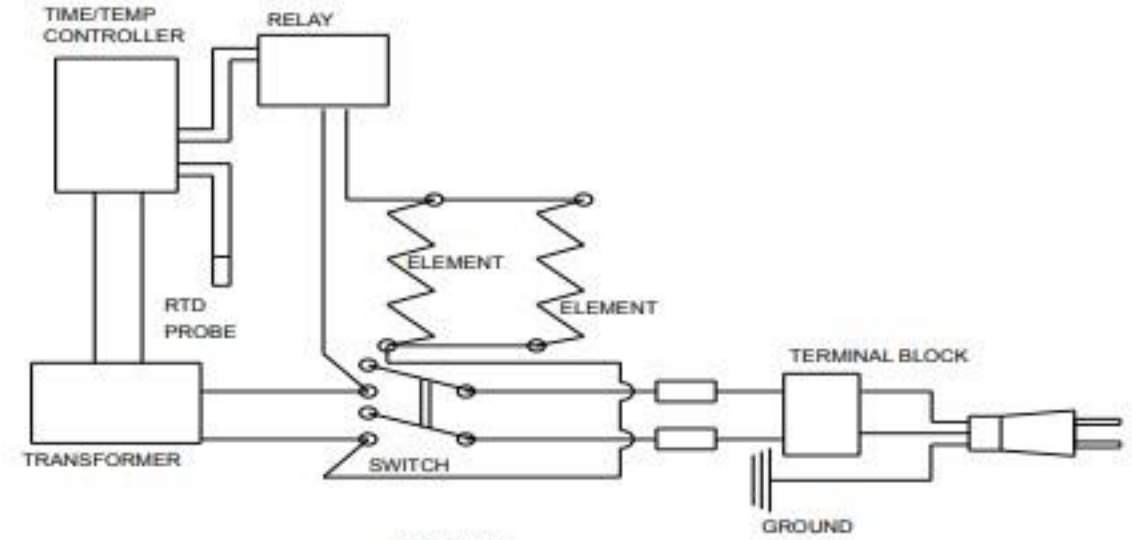 TIME/TEMP
CONTROLLER
RELAY
ELEMENT
ELEMENT
RTD
PROBE
TERMINAL BLOCK
TRANSFORMER
SWITCH
GROUND